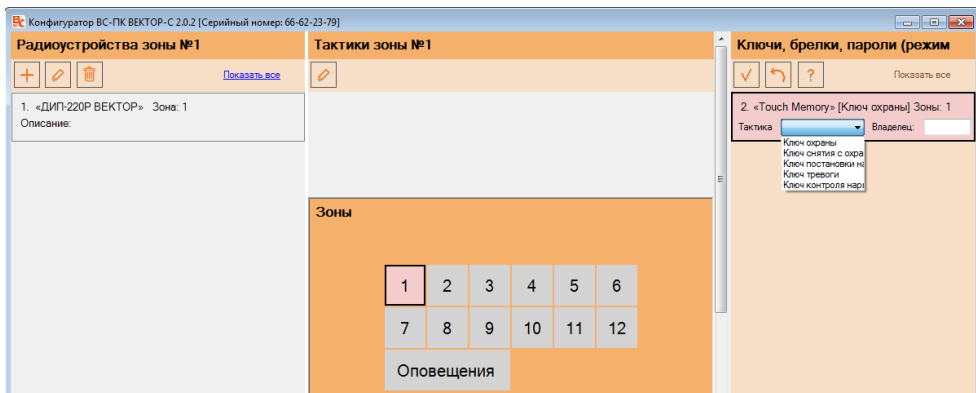 Конфигуратор ВС-ПК ВЕКТОР-С 2.0.2 [Серийный номер: 66-62-23-79]
Радиоустройства зоны №1
Показать все
1. «ДИП-220Р ВЕКТОР» Зона: 1
Описание:
Тактики зоны №1
Зоны
1 2 3 4 5 6
7 8 9 10 11 12
Оповещения
Ключи, брелки, пароли (режим
? Показать все
2. «Touch Memory» [Ключ охраны] Зоны: 1
Тактика Владелец:
Ключ охраны
Ключ снятия с охра
Ключ постановки на
Ключ тревоги
Ключ контроля наря